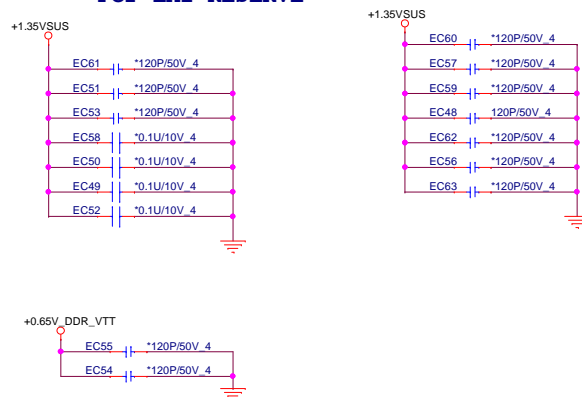 +1.35VSUS
EC61 *120P/50V_4
EC51 *120P/50V_4
EC53 *120P/50V_4
EC58 *0.1U/10V_4
EC50 *0.1U/10V_4
EC49 *0.1U/10V_4
EC52 *0.1U/10V_4
+1.35VSUS
EC60 *120P/50V_4
EC57 *120P/50V_4
EC59 *120P/50V_4
EC48 120P/50V_4
EC62 *120P/50V_4
EC56 *120P/50V_4
EC63 *120P/50V_4
+0.65V_DDR_VTT
EC55 *120P/50V_4
EC54 *120P/50V_4